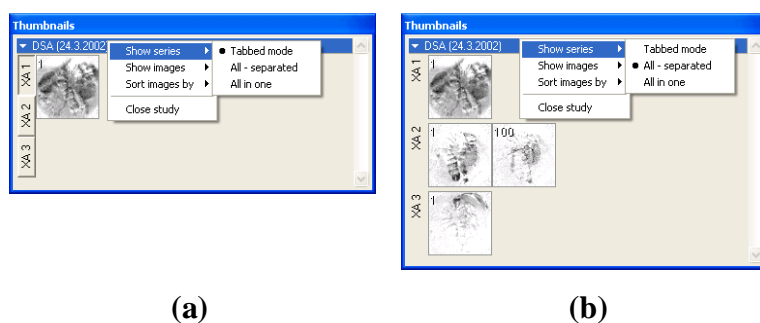 Thumbnails
DSA (24.3.2002)
Show series
Tabbed mode
Show images
All - separated
Sort images by
All in one
Close study
XA 1
1
XA 2
XA 3
(a)
Thumbnails
DSA (24.3.2002)
Show series
Tabbed mode
Show images
All - separated
Sort images by
All in one
Close study
XA 1
1
XA 2
1
100
XA 3
1
(b)